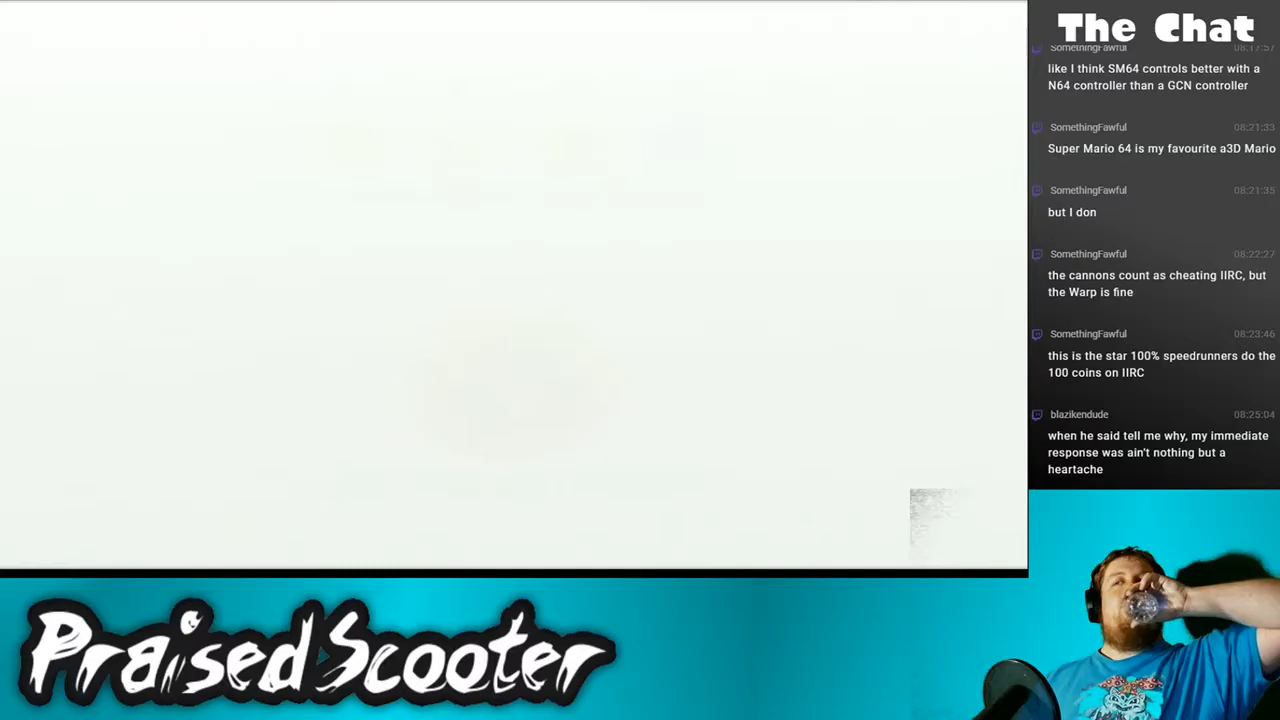 The Chat
SomethingFawful 08:17:57
like I think SM64 controls better with a
N64 controller than a GCN controller
SomethingFawful 08:21:33
Super Mario 64 is my favourite a3D Mario
SomethingFawful 08:21:35
but I don
SomethingFawful 08:22:27
the cannons count as cheating IIRC, but
the Warp is fine
SomethingFawful 08:23:46
this is the star 100% speedrunners do the
100 coins on IIRC
blazikendude 08:25:04
when he said tell me why, my immediate
response was ain't nothing but a
heartache
PraisedScooter